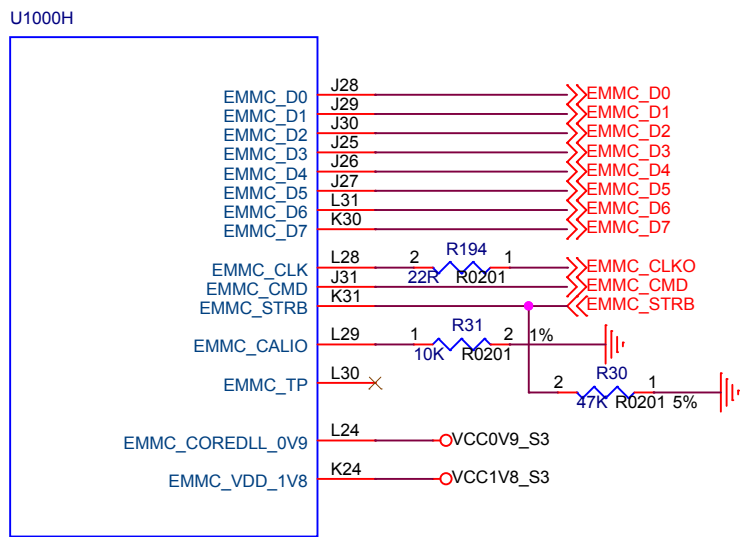 U1000H
EMMC_D0 J28 EMMC_D0
EMMC_D1 J29 EMMC_D1
EMMC_D2 J30 EMMC_D2
EMMC_D3 J25 EMMC_D3
EMMC_D4 J26 EMMC_D4
EMMC_D5 J27 EMMC_D5
EMMC_D6 L31 EMMC_D6
EMMC_D7 K30 EMMC_D7
EMMC_CLK L28 2 R194 1 EMMC_CLKO
22R R0201
EMMC_CMD J31 EMMC_CMD
EMMC_STRB K31 EMMC_STRB
EMMC_CALIO L29 1 R31 2 1%
10K R0201
EMMC_TP L30 2 R30 1
47K R0201 5%
EMMC_COREDLL_0V9 L24 VCC0V9_S3
EMMC_VDD_1V8 K24 VCC1V8_S3